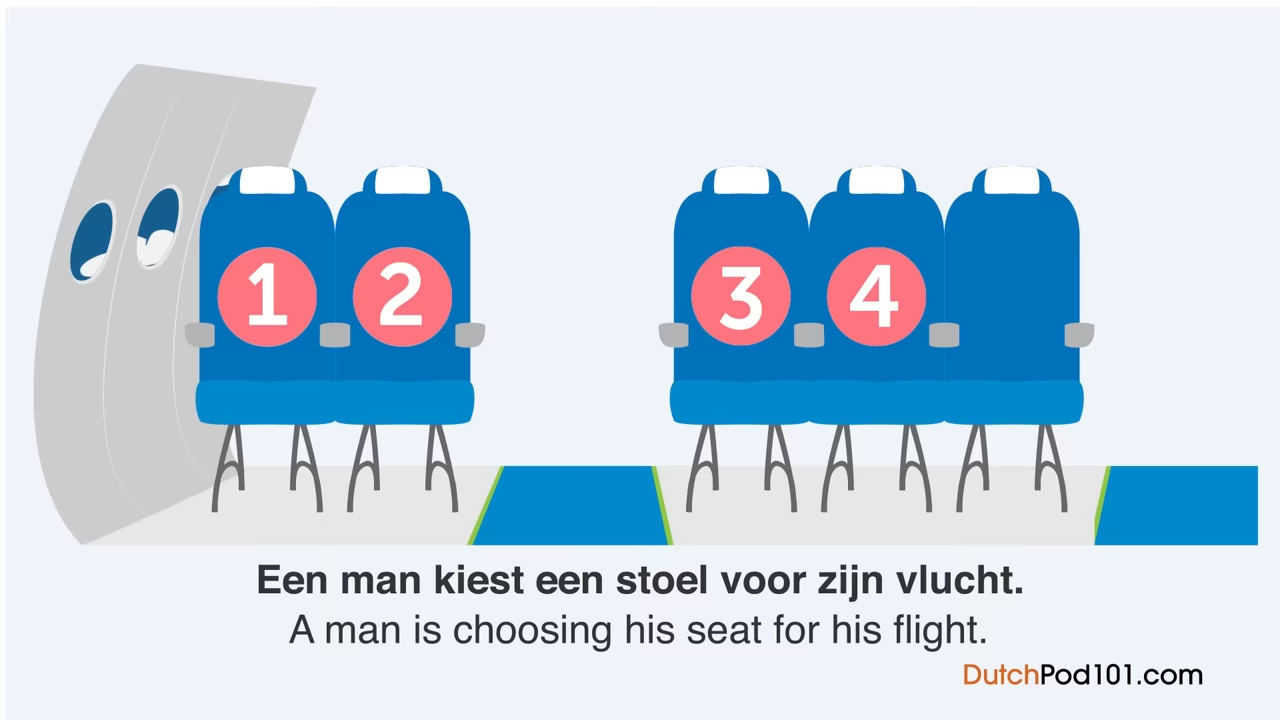 1 2 3 4
Een man kiest een stoel voor zijn vlucht.
A man is choosing his seat for his flight.
DutchPod101.com